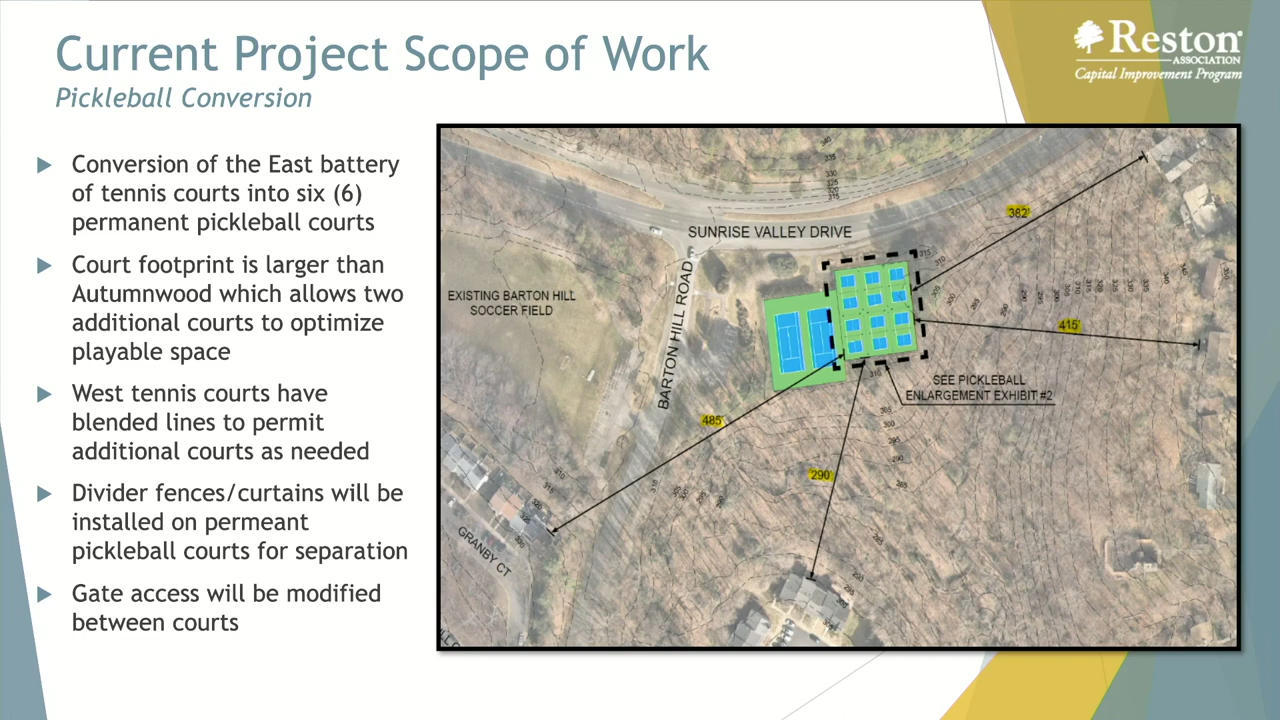 Current Project Scope of Work
Pickleball Conversion
Reston
ASSOCIATION
Capital Improvement Program
Conversion of the East battery
of tennis courts into six (6)
permanent pickleball courts
Court footprint is larger than
Autumnwood which allows two
additional courts to optimize
playable space
West tennis courts have
blended lines to permit
additional courts as needed
Divider fences/curtains will be
installed on permeant
pickleball courts for separation
Gate access will be modified
between courts
SUNRISE VALLEY DRIVE
EXISTING BARTON HILL
SOCCER FIELD
BARTON HILL ROAD
382'
415'
SEE PICKLEBALL
ENLARGEMENT EXHIBIT #2
485'
290'
GRANBY CT